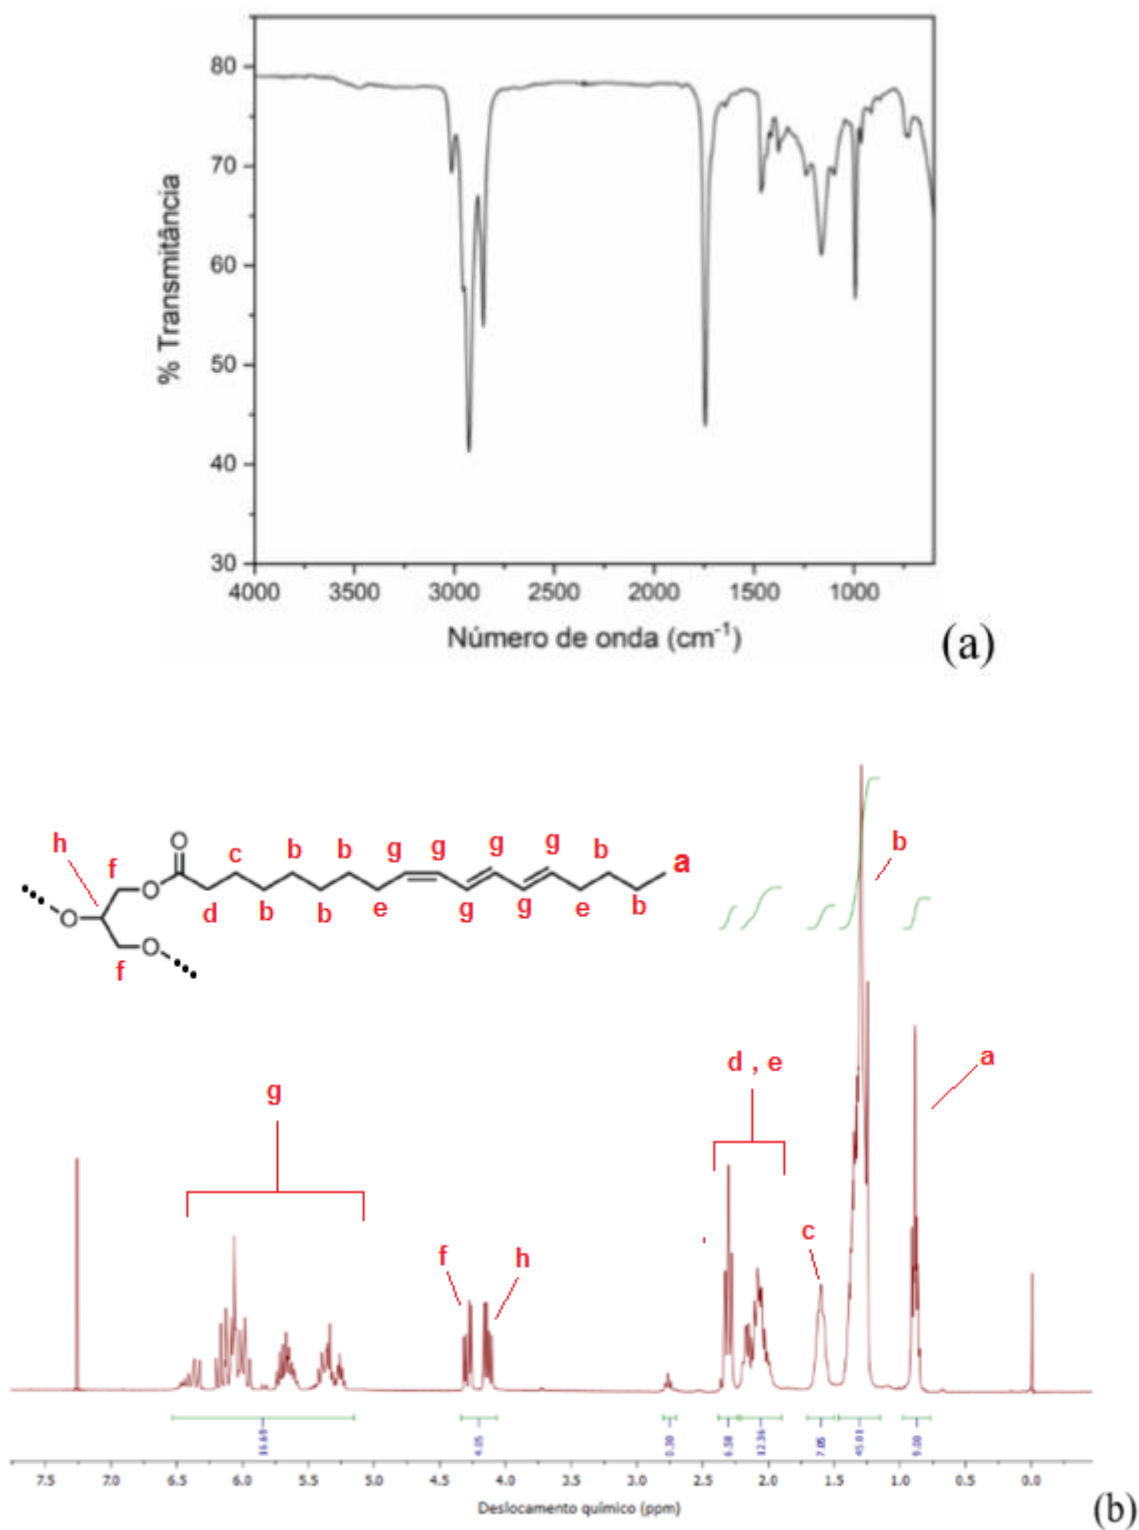 80
70
60
50
40
30
% Transmitância
4000 3500 3000 2500 2000 1500 1000
Número de onda (cm⁻¹)
(a)
b
h
O
f
c b b g g g g b a
O
d b b e g g e b
O
O
f
d , e
a
g
c
f h
16.69 4.05 0.30 6.58 12.36 7.05 45.03 9.00
7.5 7.0 6.5 6.0 5.5 5.0 4.5 4.0 3.5 3.0 2.5 2.0 1.5 1.0 0.5 0.0
Deslocamento químico (ppm)
(b)